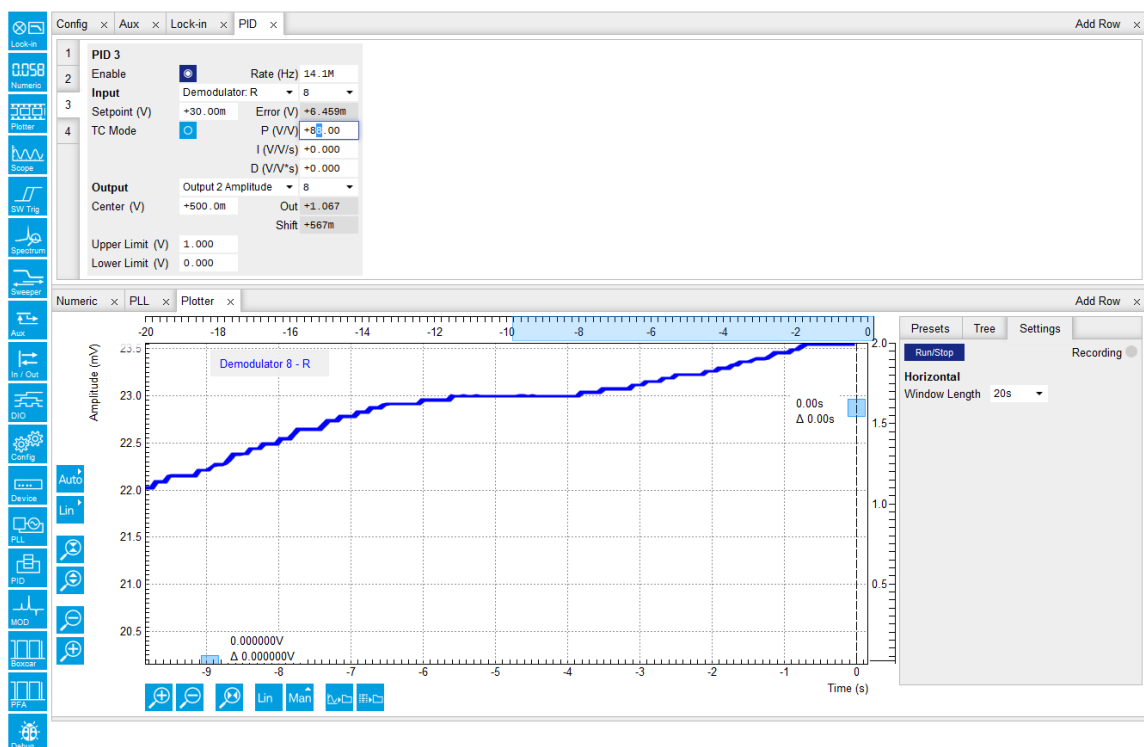 Config × Aux × Lock-in × PID × Add Row ×
Lock-in
0.058
Numeric
Plotter
Scope
SW Trig
Spectrum
Sweeper
Aux
In / Out
DIO
Config
Device
PLL
PID
MOD
Boxcar
PFA
Debug
1
2
3
4
PID 3
Enable Rate (Hz) 14.1M
Input Demodulator: R 8
Setpoint (V) +30.00m Error (V) +6.459m
TC Mode P (V/V) +88.00
I (V/V/s) +0.000
D (V/V*s) +0.000
Output Output 2 Amplitude 8
Center (V) +500.0m Out +1.067
Shift +567m
Upper Limit (V) 1.000
Lower Limit (V) 0.000
Numeric × PLL × Plotter × Add Row ×
-20 -18 -16 -14 -12 -10 -8 -6 -4 -2 0
Amplitude (mV)
Demodulator 8 - R
23.5
23.0
22.5
22.0
21.5
21.0
20.5
2.0
1.5
1.0
0.5
0.00s
Δ 0.00s
0.000000V
Δ 0.000000V
-9 -8 -7 -6 -5 -4 -3 -2 -1 0
Time (s)
Auto
Lin
Lin Man
Presets Tree Settings
Run/Stop Recording
Horizontal
Window Length 20s